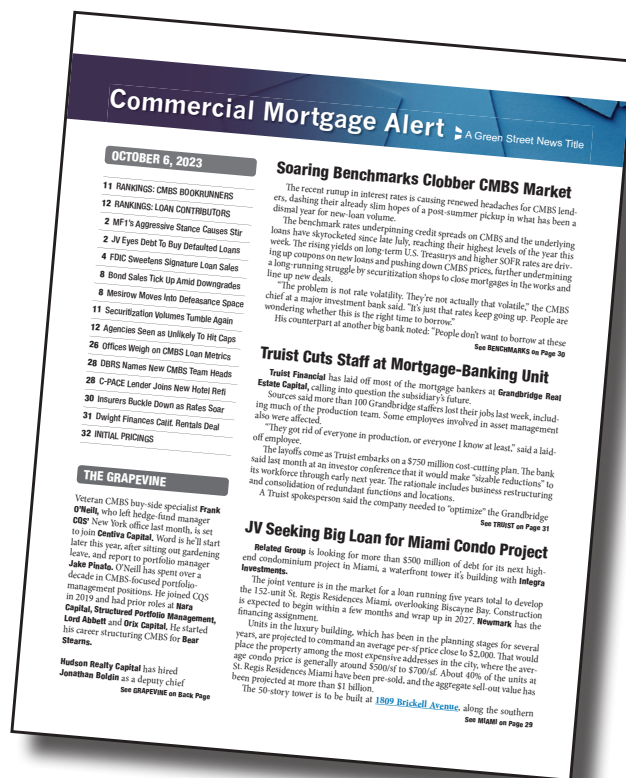 Commercial Mortgage Alert
A Green Street News Title
OCTOBER 6, 2023
11 RANKINGS: CMBS BOOKRUNNERS
12 RANKINGS: LOAN CONTRIBUTORS
2 MF1's Aggressive Stance Causes Stir
2 JV Eyes Debt To Buy Defaulted Loans
4 FDIC Sweetens Signature Loan Sales
8 Bond Sales Tick Up Amid Downgrades
8 Mesirow Moves Into Defeasance Space
11 Securitization Volumes Tumble Again
12 Agencies Seen as Unlikely To Hit Caps
26 Offices Weigh on CMBS Loan Metrics
28 DBRS Names New CMBS Team Heads
28 C-PACE Lender Joins New Hotel Refi
30 Insurers Buckle Down as Rates Soar
31 Dwight Finances Calif. Rentals Deal
32 INITIAL PRICINGS
THE GRAPEVINE
Veteran CMBS buy-side specialist Frank
O'Neill, who left hedge-fund manager
CQS' New York office last month, is set
to join Centiva Capital. Word is he'll start
later this year, after sitting out gardening
leave, and report to portfolio manager
Jake Pinato. O'Neill has spent over a
decade in CMBS-focused portfolio-
management positions. He joined CQS
in 2019 and had prior roles at Nara
Capital, Structured Portfolio Management,
Lord Abbett and Orix Capital. He started
his career structuring CMBS for Bear
Stearns.
Hudson Realty Capital has hired
Jonathan Boldin as a deputy chief
See GRAPEVINE on Back Page
Soaring Benchmarks Clobber CMBS Market
The recent runup in interest rates is causing renewed headaches for CMBS lend-
ers, dashing their already slim hopes of a post-summer pickup in what has been a
dismal year for new-loan volume.
The benchmark rates underpinning credit spreads on CMBS and the underlying
loans have skyrocketed since late July, reaching their highest levels of the year this
week. The rising yields on long-term U.S. Treasurys and higher SOFR rates are driv-
ing up coupons on new loans and pushing down CMBS prices, further undermining
a long-running struggle by securitization shops to close mortgages in the works and
line up new deals.
"The problem is not rate volatility. They're not actually that volatile," the CMBS
chief at a major investment bank said. "It's just that rates keep going up. People are
wondering whether this is the right time to borrow."
His counterpart at another big bank noted: "People don't want to borrow at these
See BENCHMARKS on Page 30
Truist Cuts Staff at Mortgage-Banking Unit
Truist Financial has laid off most of the mortgage bankers at Grandbridge Real
Estate Capital, calling into question the subsidiary's future.
Sources said more than 100 Grandbridge staffers lost their jobs last week, includ-
ing much of the production team. Some employees involved in asset management
also were affected.
"They got rid of everyone in production, or everyone I know at least," said a laid-
off employee.
The layoffs come as Truist embarks on a $750 million cost-cutting plan. The bank
said last month at an investor conference that it would make "sizable reductions" to
its workforce through early next year. The rationale includes business restructuring
and consolidation of redundant functions and locations.
A Truist spokesperson said the company needed to "optimize" the Grandbridge
See TRUIST on Page 31
JV Seeking Big Loan for Miami Condo Project
Related Group is looking for more than $500 million of debt for its next high-
end condominium project in Miami, a waterfront tower it's building with Integra
Investments.
The joint venture is in the market for a loan running five years total to develop
the 152-unit St. Regis Residences Miami, overlooking Biscayne Bay. Construction
is expected to begin within a few months and wrap up in 2027. Newmark has the
financing assignment.
Units in the luxury building, which has been in the planning stages for several
years, are projected to command an average per-sf price close to $2,000. That would
place the property among the most expensive addresses in the city, where the aver-
age condo price is generally around $500/sf to $700/sf. About 40% of the units at
St. Regis Residences Miami have been pre-sold, and the aggregate sell-out value has
been projected at more than $1 billion.
The 50-story tower is to be built at 1809 Brickell Avenue, along the southern
See MIAMI on Page 29